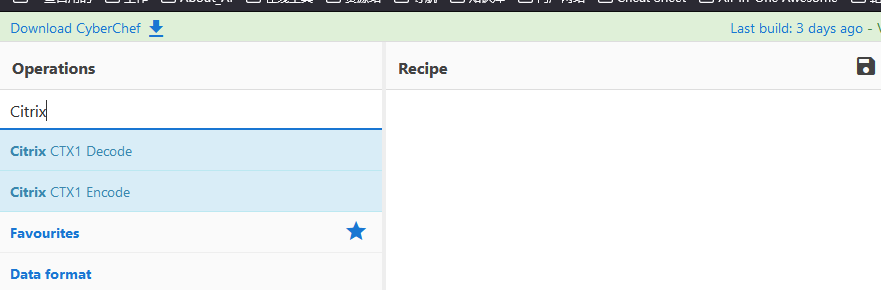 Download CyberChef
Last build: 3 days ago -
Operations
Recipe
Citrix
Citrix CTX1 Decode
Citrix CTX1 Encode
Favourites
Data format